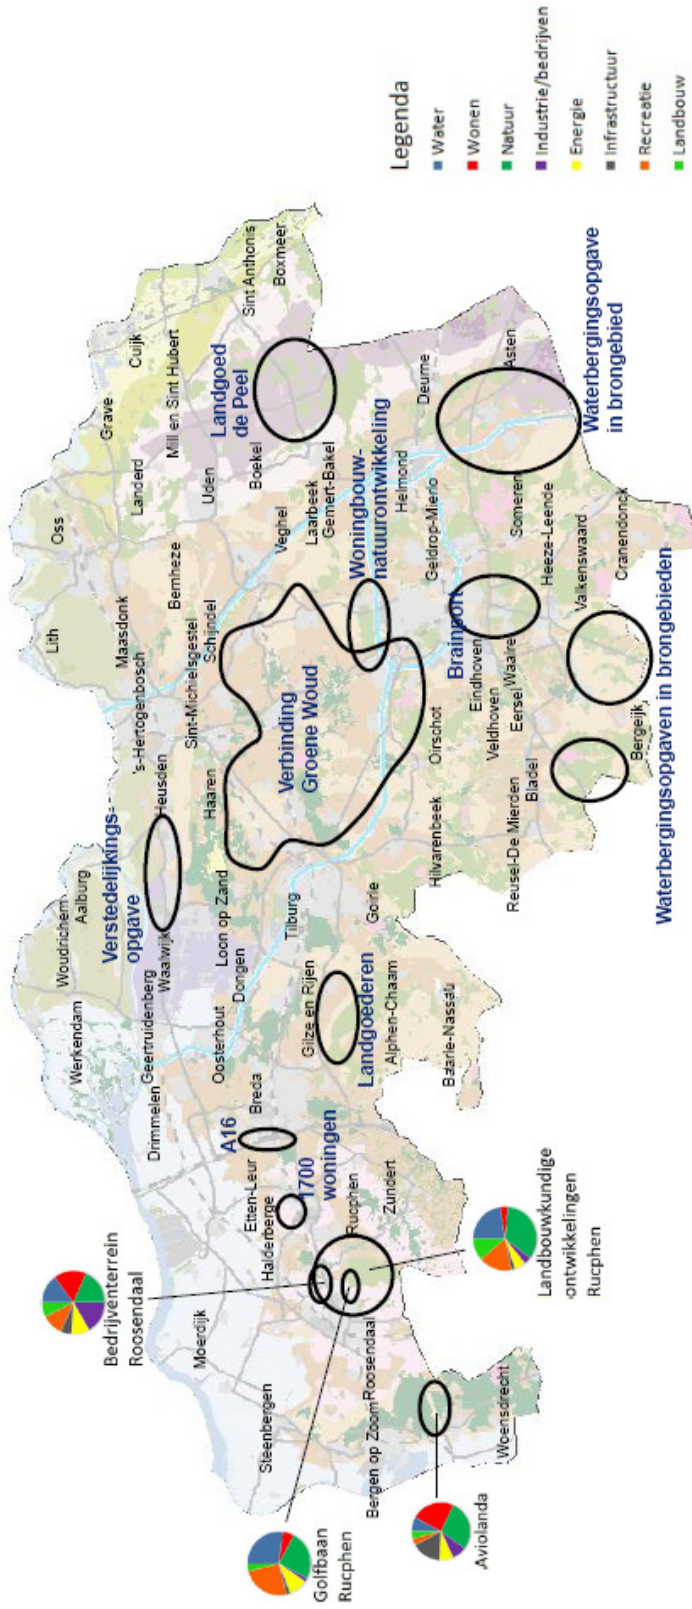 Legenda
Water
Wonen
Natuur
Industrie/bedrijven
Energie
Infrastructuur
Recreatie
Landbouw
Bedrijventerrein
Roosendaal
Golfbaan
Rucphen
Aviolanda
Landbouwkundige
ontwikkelingen
Rucphen
A16
1700
woningen
Landgoederen
Verstedelijkings-
opgave
Verbinding
Groene Woud
Woningbouw-
natuurontwikkeling
Brainport
Landgoed
de Peel
Waterbergingsopgave
in brongebied
Waterbergingsopgaven in brongebieden
Steenbergen
Moerdijk
Bergen op Zoom
Roosendaal
Woensdrecht
Halderberge
Etten-Leur
Rucphen
Zundert
Breda
Drimmelen
Geertruidenberg
Werkendam
Woudrichem
Aalburg
Waalwijk
Heusden
Oosterhout
Dongen
Loon op Zand
Gilze en Rijen
Alphen-Chaam
Baarle-Nassau
Tilburg
Goirle
Hilvarenbeek
Haaren
Oirschot
Reusel-De Mierden
Bladel
Eersel
Veldhoven
Eindhoven
Waalre
Bergeijk
Valkenswaard
Cranendonck
Heeze-Leende
Someren
Geldrop-Mierlo
Helmond
Deurne
Asten
Laarbeek
Gemert-Bakel
Veghel
Boekel
Uden
Landerd
Mill en Sint Hubert
Grave
Cuijk
Sint Anthonis
Boxmeer
Oss
Lith
Maasdonk
Bernheze
's-Hertogenbosch
Sint-Michielsgestel
Schijndel